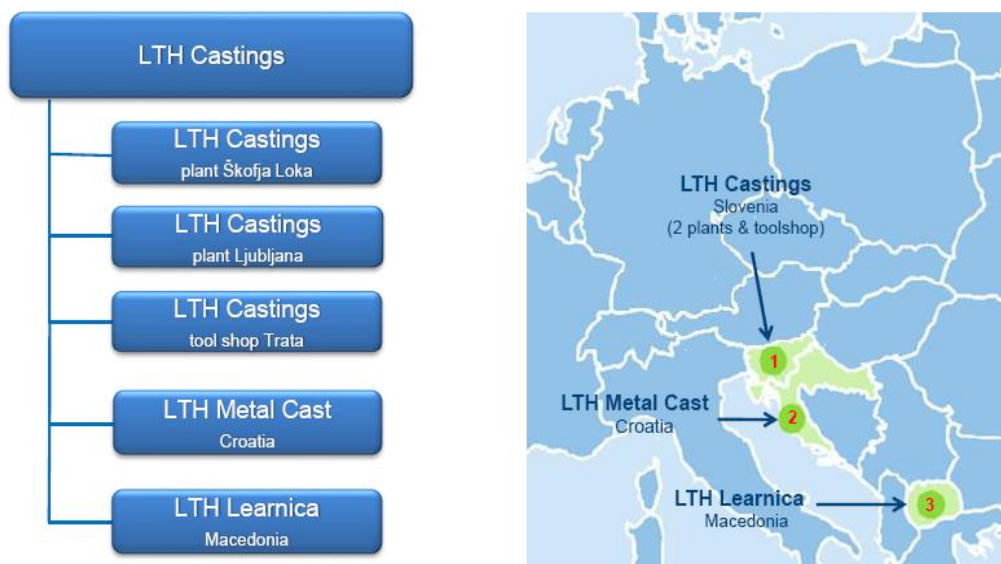 LTH Castings
LTH Castings
plant Škofja Loka
LTH Castings
plant Ljubljana
LTH Castings
tool shop Trata
LTH Metal Cast
Croatia
LTH Learnica
Macedonia
LTH Castings
Slovenia
(2 plants & toolshop)
1
LTH Metal Cast
Croatia
2
LTH Learnica
Macedonia
3